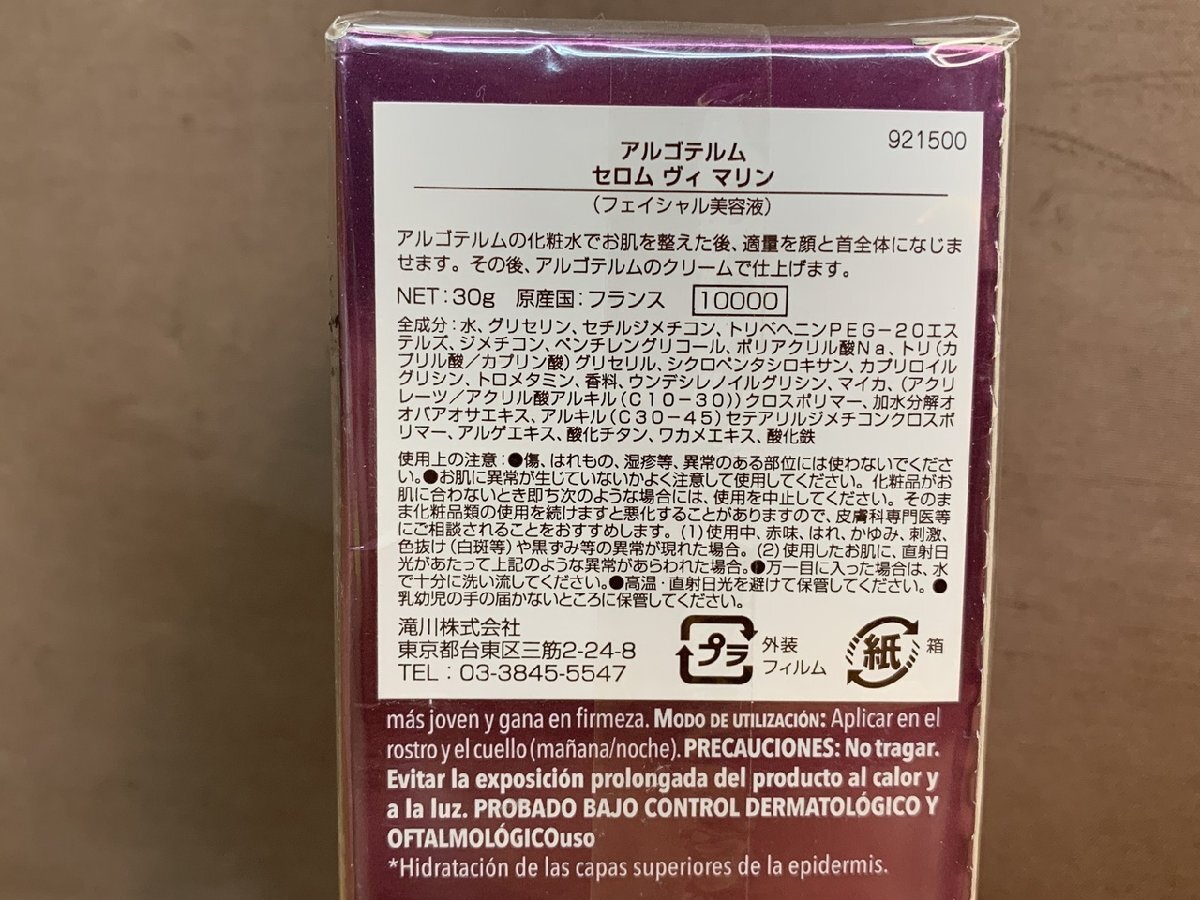 921500
アルゴテルム
セロム ヴィ マリン
(フェイシャル美容液)
アルゴテルムの化粧水でお肌を整えた後、適量を顔と首全体になじま
せます。その後、アルゴテルムのクリームで仕上げます。
NET:30g 原産国:フランス 10000
全成分:水、グリセリン、セチルジメチコン、トリベヘニンPEG-20エス
テルズ、ジメチコン、ペンチレングリコール、ポリアクリル酸Na、トリ(カ
プリル酸/カプリン酸)グリセリル、シクロペンタシロキサン、カプリロイル
グリシン、トロメタミン、香料、ウンデシレノイルグリシン、マイカ、(アクリ
レーツ/アクリル酸アルキル(C10-30))クロスポリマー、加水分解オ
オバアオサエキス、アルキル(C30-45)セテアリルジメチコンクロスポ
リマー、アルゲエキス、酸化チタン、ワカメエキス、酸化鉄
使用上の注意:●傷、はれもの、湿疹等、異常のある部位には使わないでくださ
い。●お肌に異常が生じていないかよく注意して使用してください。化粧品がお
肌に合わないとき即ち次のような場合には、使用を中止してください。そのま
ま化粧品類の使用を続けますと悪化することがありますので、皮膚科専門医等
にご相談されることをおすすめします。(1)使用中、赤味、はれ、かゆみ、刺激、
色抜け(白斑等)や黒ずみ等の異常が現れた場合。(2)使用したお肌に、直射日
光があたって上記のような異常があらわれた場合。●万一目に入った場合は、水
で十分に洗い流してください。●高温・直射日光を避けて保管してください。●
乳幼児の手の届かないところに保管してください。
滝川株式会社
東京都台東区三筋2-24-8
TEL:03-3845-5547
プラ 外装
フィルム
紙 箱
más joven y gana en firmeza. MODO DE UTILIZACIÓN: Aplicar en el
rostro y el cuello (mañana/noche). PRECAUCIONES: No tragar.
Evitar la exposición prolongada del producto al calor y
a la luz. PROBADO BAJO CONTROL DERMATOLÓGICO Y
OFTALMOLÓGICOuso
*Hidratación de las capas superiores de la epidermis.